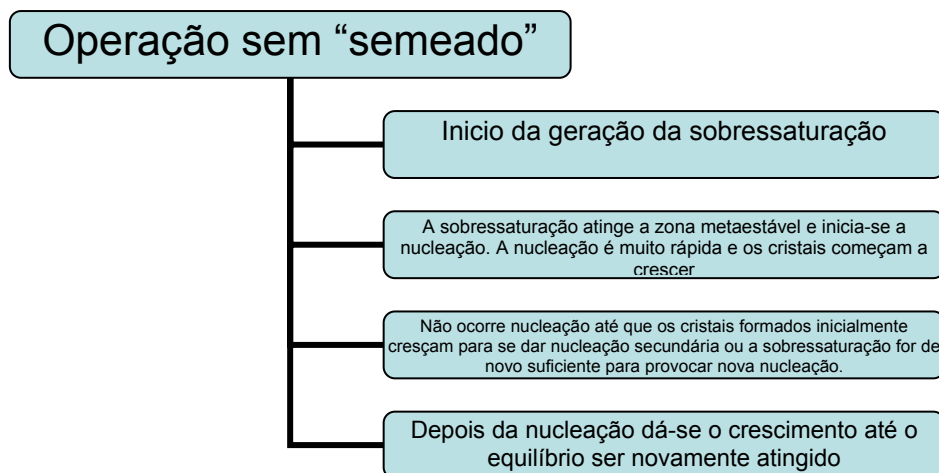 Operação sem “semeado”
Inicio da geração da sobressaturação
A sobressaturação atinge a zona metaestável e inicia-se a
nucleação. A nucleação é muito rápida e os cristais começam a
crescer
Não ocorre nucleação até que os cristais formados inicialmente
cresçam para se dar nucleação secundária ou a sobressaturação for de
novo suficiente para provocar nova nucleação.
Depois da nucleação dá-se o crescimento até o
equilíbrio ser novamente atingido